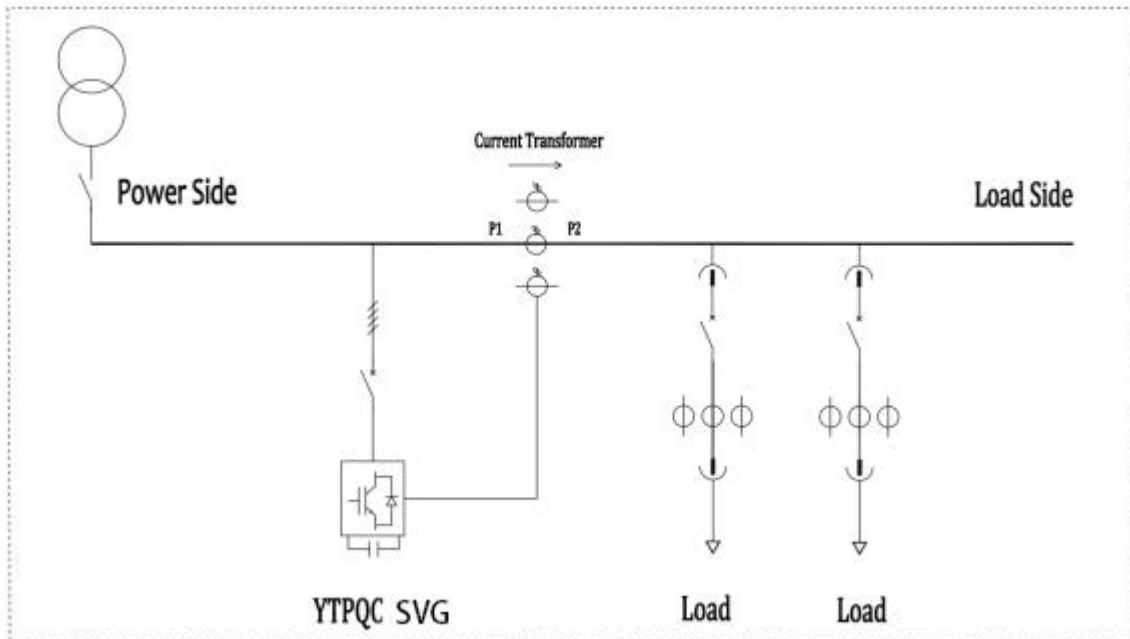 Current Transformer
Power Side
Load Side
P1
P2
YTPQC SVG
Load
Load